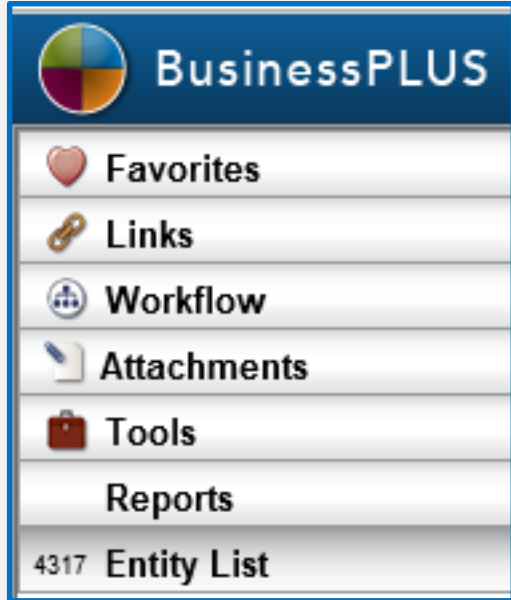 BusinessPLUS
Favorites
Links
Workflow
Attachments
Tools
Reports
4317 Entity List